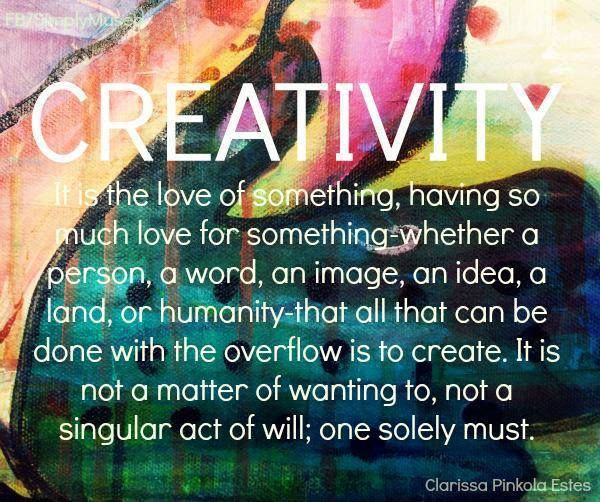 FB/SimplyMused
CREATIVITY
It is the love of something, having so
much love for something-whether a
person, a word, an image, an idea, a
land, or humanity-that all that can be
done with the overflow is to create. It is
not a matter of wanting to, not a
singular act of will; one solely must.
Clarissa Pinkola Estes